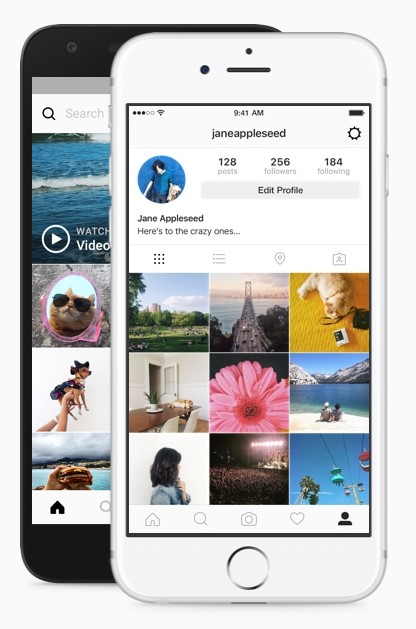 Search
WATCH
Video
9:41 AM
janeappleseed
128
posts
256
followers
184
following
Edit Profile
Jane Appleseed
Here's to the crazy ones...